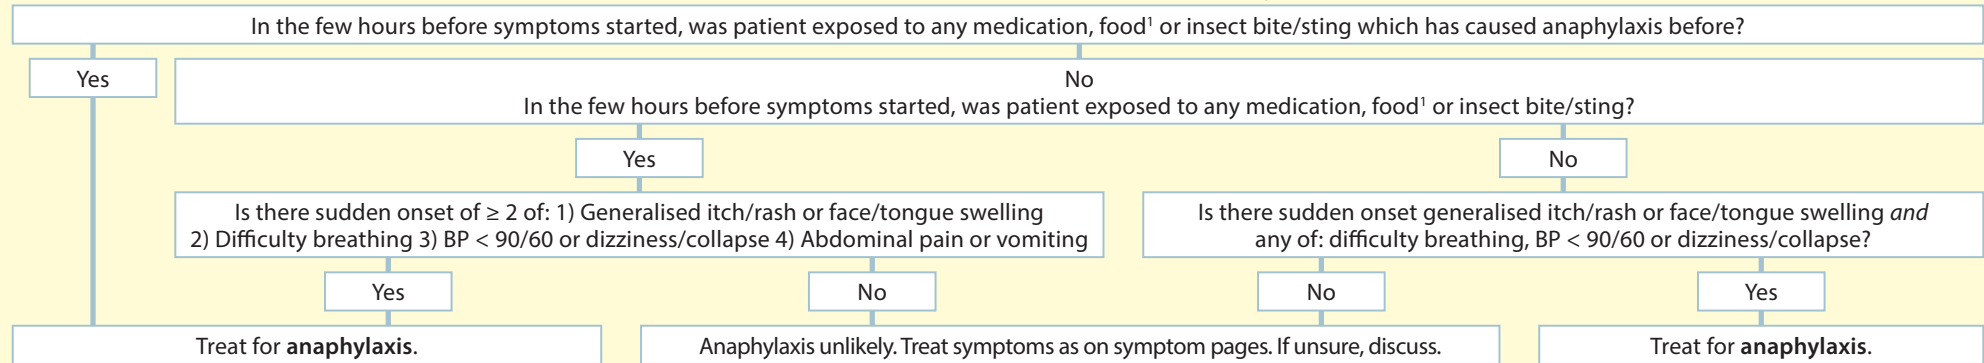 In the few hours before symptoms started, was patient exposed to any medication, food¹ or insect bite/sting which has caused anaphylaxis before?
Yes
No
In the few hours before symptoms started, was patient exposed to any medication, food¹ or insect bite/sting?
Yes
No
Is there sudden onset of ≥ 2 of: 1) Generalised itch/rash or face/tongue swelling
2) Difficulty breathing 3) BP < 90/60 or dizziness/collapse 4) Abdominal pain or vomiting
Is there sudden onset generalised itch/rash or face/tongue swelling and
any of: difficulty breathing, BP < 90/60 or dizziness/collapse?
Yes
No
No
Yes
Treat for anaphylaxis.
Anaphylaxis unlikely. Treat symptoms as on symptom pages. If unsure, discuss.
Treat for anaphylaxis.